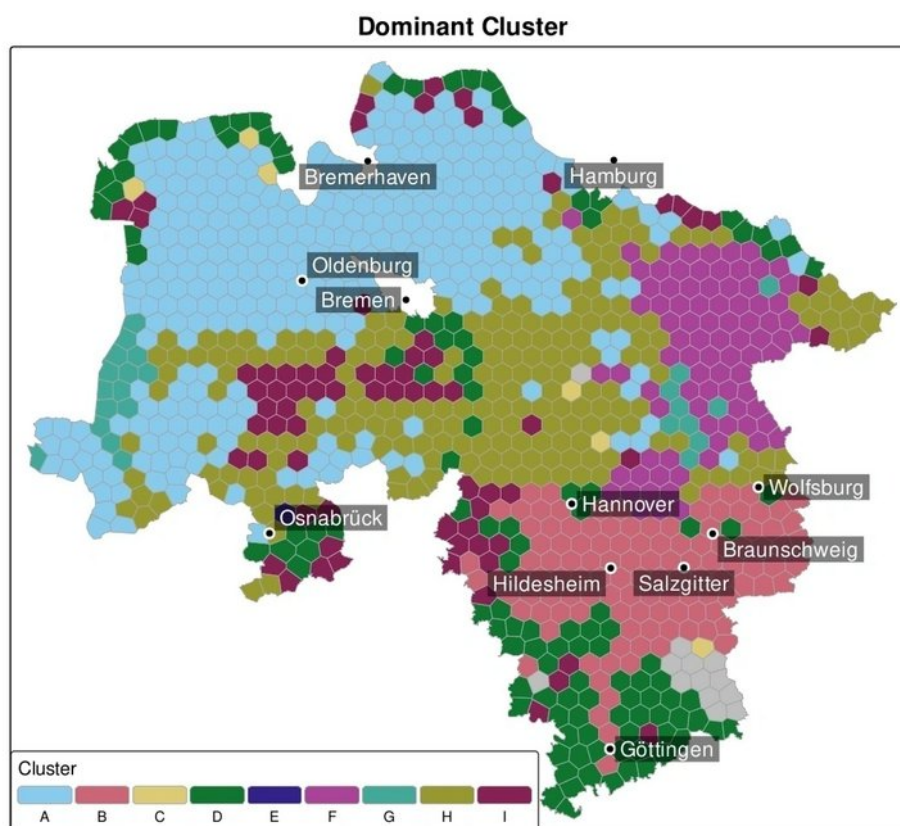 Dominant Cluster
Bremerhaven
Hamburg
Oldenburg
Bremen
Wolfsburg
Hannover
Osnabrück
Braunschweig
Hildesheim
Salzgitter
Göttingen
Cluster
A B C D E F G H I